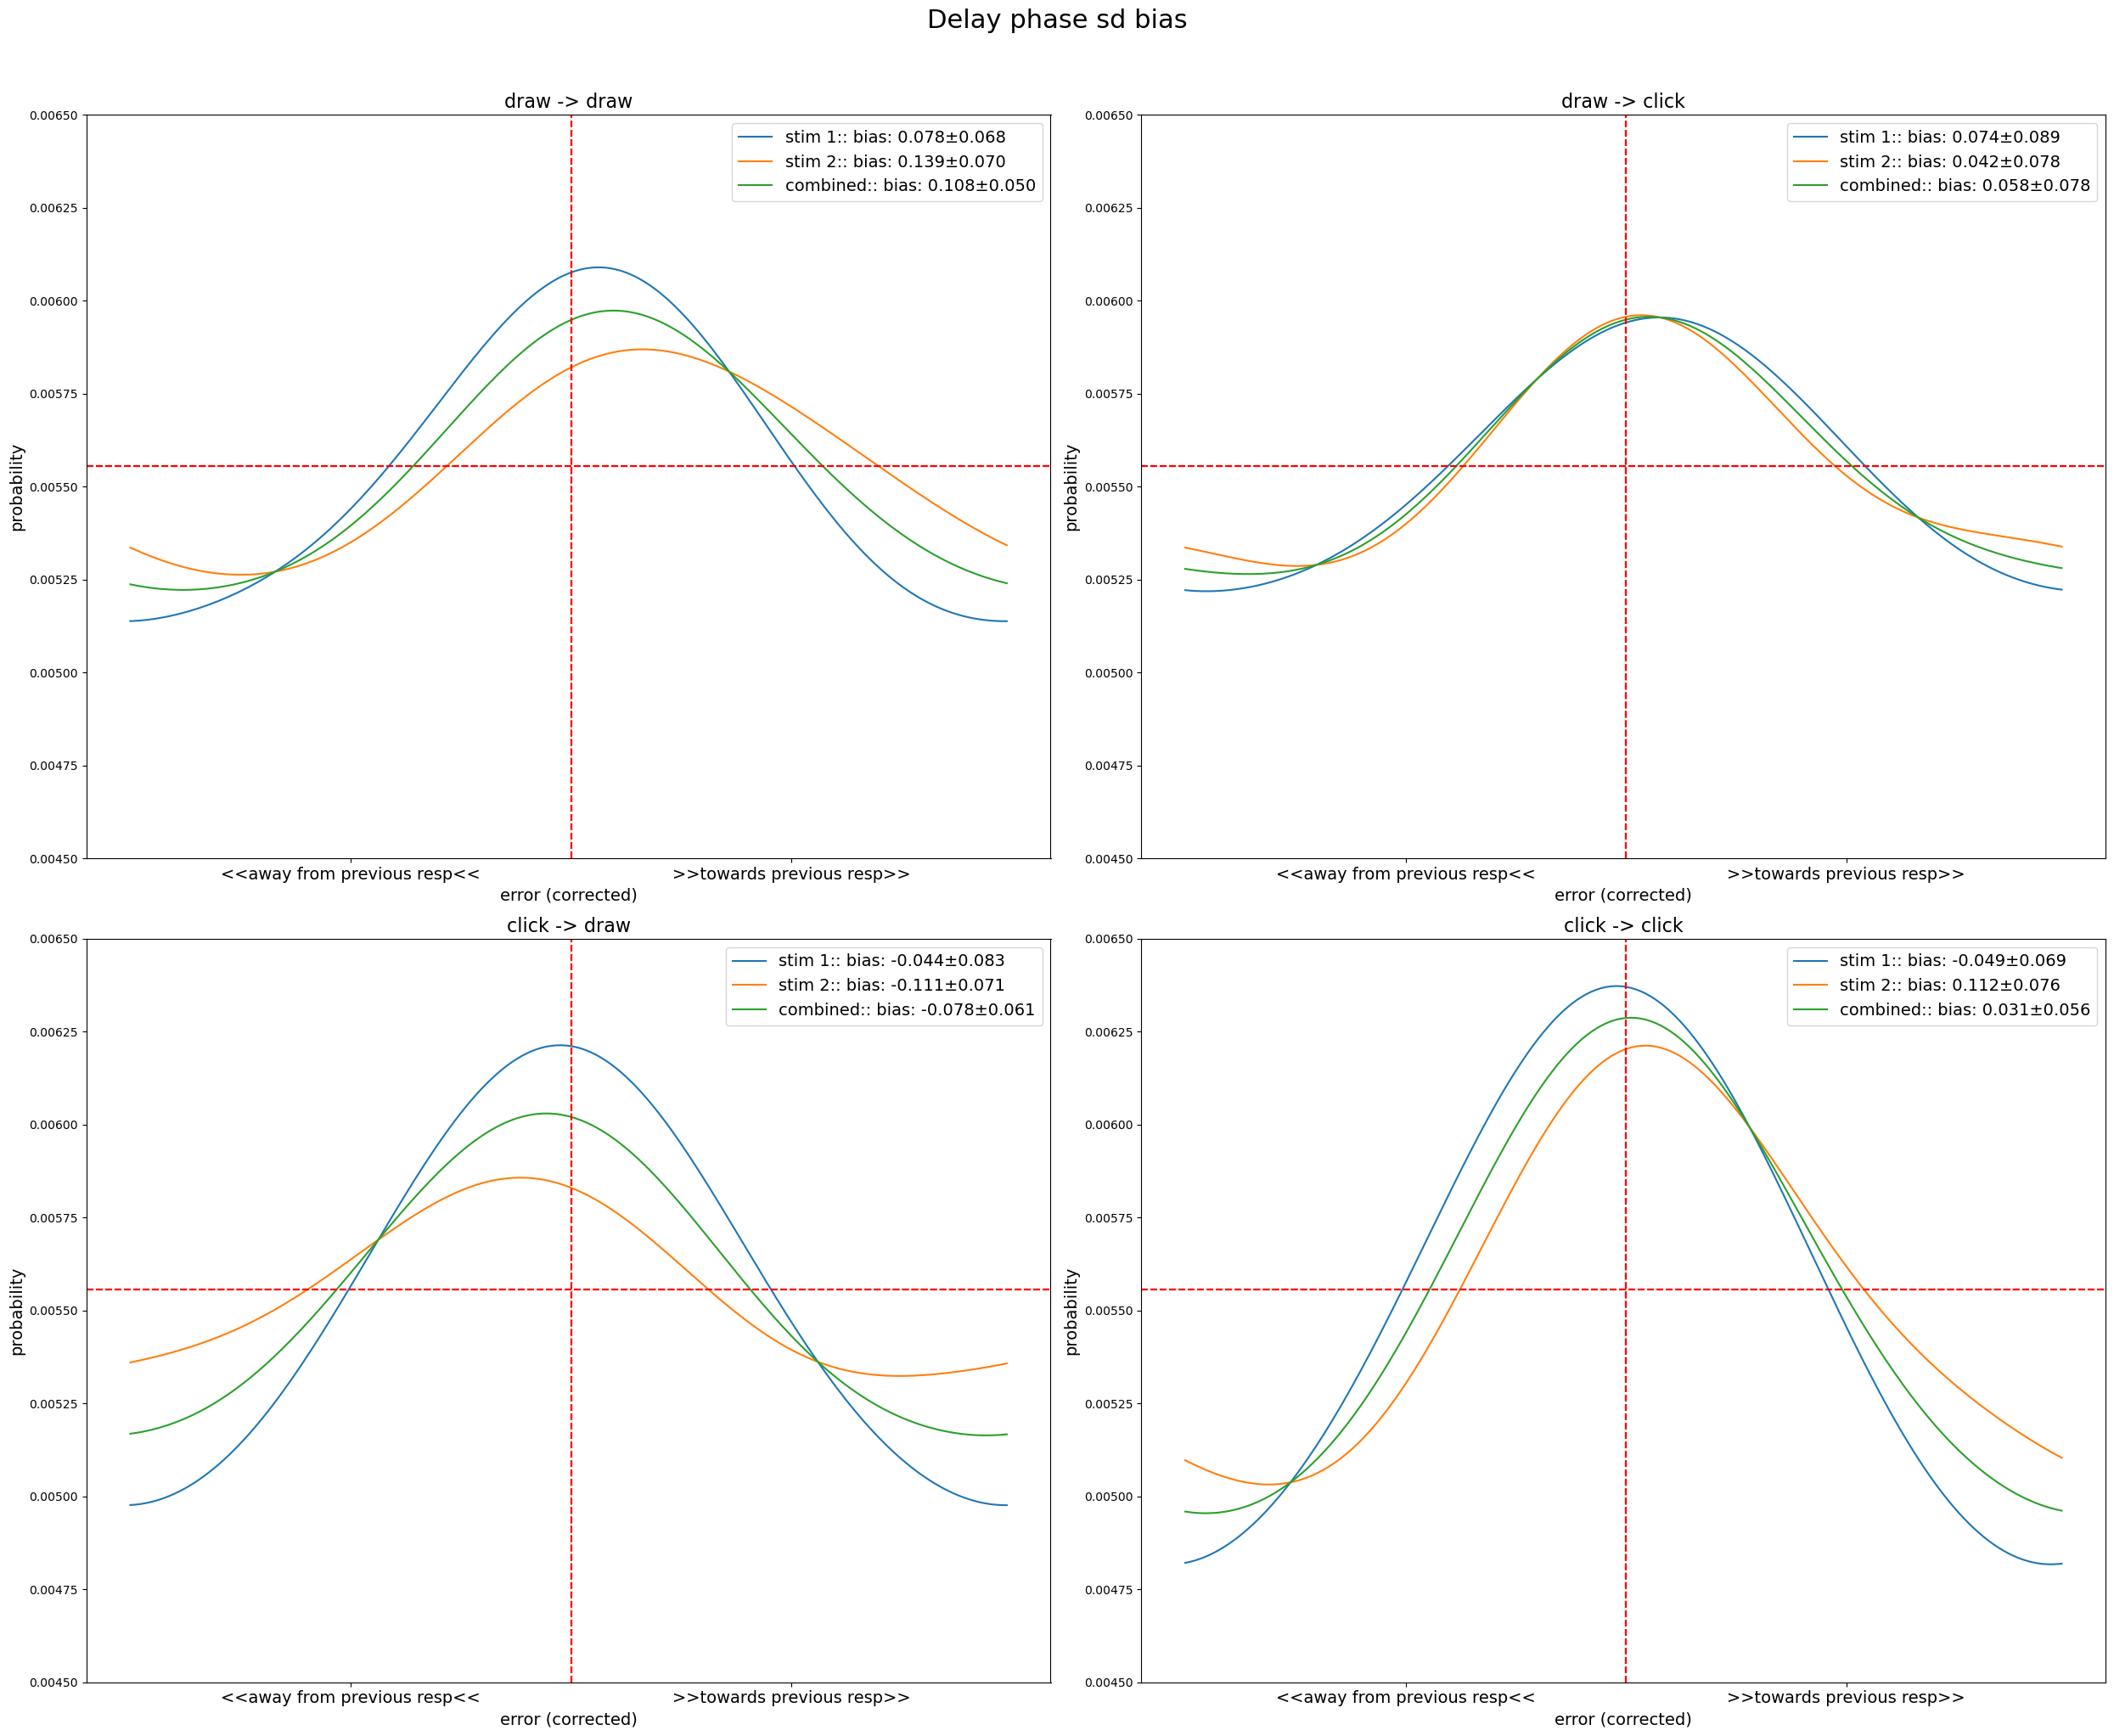 Delay phase sd bias
draw -> draw
stim 1:: bias: 0.078±0.068
stim 2:: bias: 0.139±0.070
combined:: bias: 0.108±0.050
0.00650
0.00625
0.00600
0.00575
0.00550
0.00525
0.00500
0.00475
0.00450
probability
<<away from previous resp<<
>>towards previous resp>>
error (corrected)
draw -> click
stim 1:: bias: 0.074±0.089
stim 2:: bias: 0.042±0.078
combined:: bias: 0.058±0.078
0.00650
0.00625
0.00600
0.00575
0.00550
0.00525
0.00500
0.00475
0.00450
probability
<<away from previous resp<<
>>towards previous resp>>
error (corrected)
click -> draw
stim 1:: bias: -0.044±0.083
stim 2:: bias: -0.111±0.071
combined:: bias: -0.078±0.061
0.00650
0.00625
0.00600
0.00575
0.00550
0.00525
0.00500
0.00475
0.00450
probability
<<away from previous resp<<
>>towards previous resp>>
error (corrected)
click -> click
stim 1:: bias: -0.049±0.069
stim 2:: bias: 0.112±0.076
combined:: bias: 0.031±0.056
0.00650
0.00625
0.00600
0.00575
0.00550
0.00525
0.00500
0.00475
0.00450
probability
<<away from previous resp<<
>>towards previous resp>>
error (corrected)